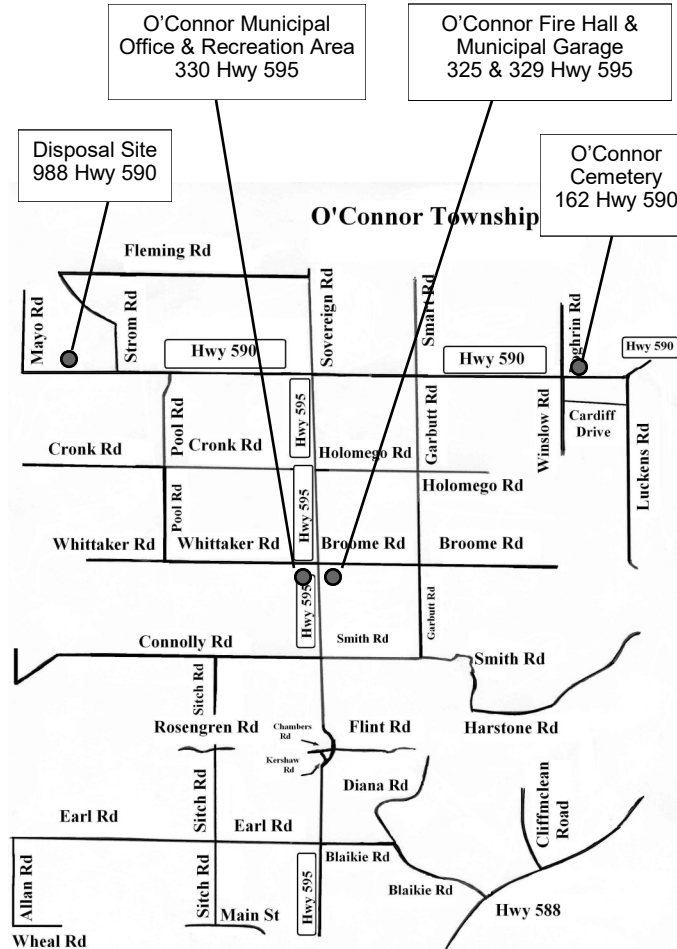 O'Connor Municipal
Office & Recreation Area
330 Hwy 595
O'Connor Fire Hall &
Municipal Garage
325 & 329 Hwy 595
Disposal Site
988 Hwy 590
O'Connor
Cemetery
162 Hwy 590
O'Connor Township
Fleming Rd
Mayo Rd
Strom Rd
Sovereign Rd
Smart Rd
Hwy 590
Hwy 590
Hwy 590
Pool Rd
Hwy 595
Garbutt Rd
Winslow Rd
Cardiff
Drive
Luckens Rd
Cronk Rd
Cronk Rd
Holomego Rd
Holomego Rd
Pool Rd
Hwy 595
Whittaker Rd
Whittaker Rd
Broome Rd
Broome Rd
Hwy 595
Garbutt Rd
Connolly Rd
Smith Rd
Smith Rd
Sitch Rd
Rosengren Rd
Chambers
Rd
Flint Rd
Harstone Rd
Kershaw
Rd
Diana Rd
Cliffmclean
Road
Sitch Rd
Earl Rd
Earl Rd
Blaikie Rd
Allan Rd
Sitch Rd
Hwy 595
Blaikie Rd
Main St
Hwy 588
Wheal Rd